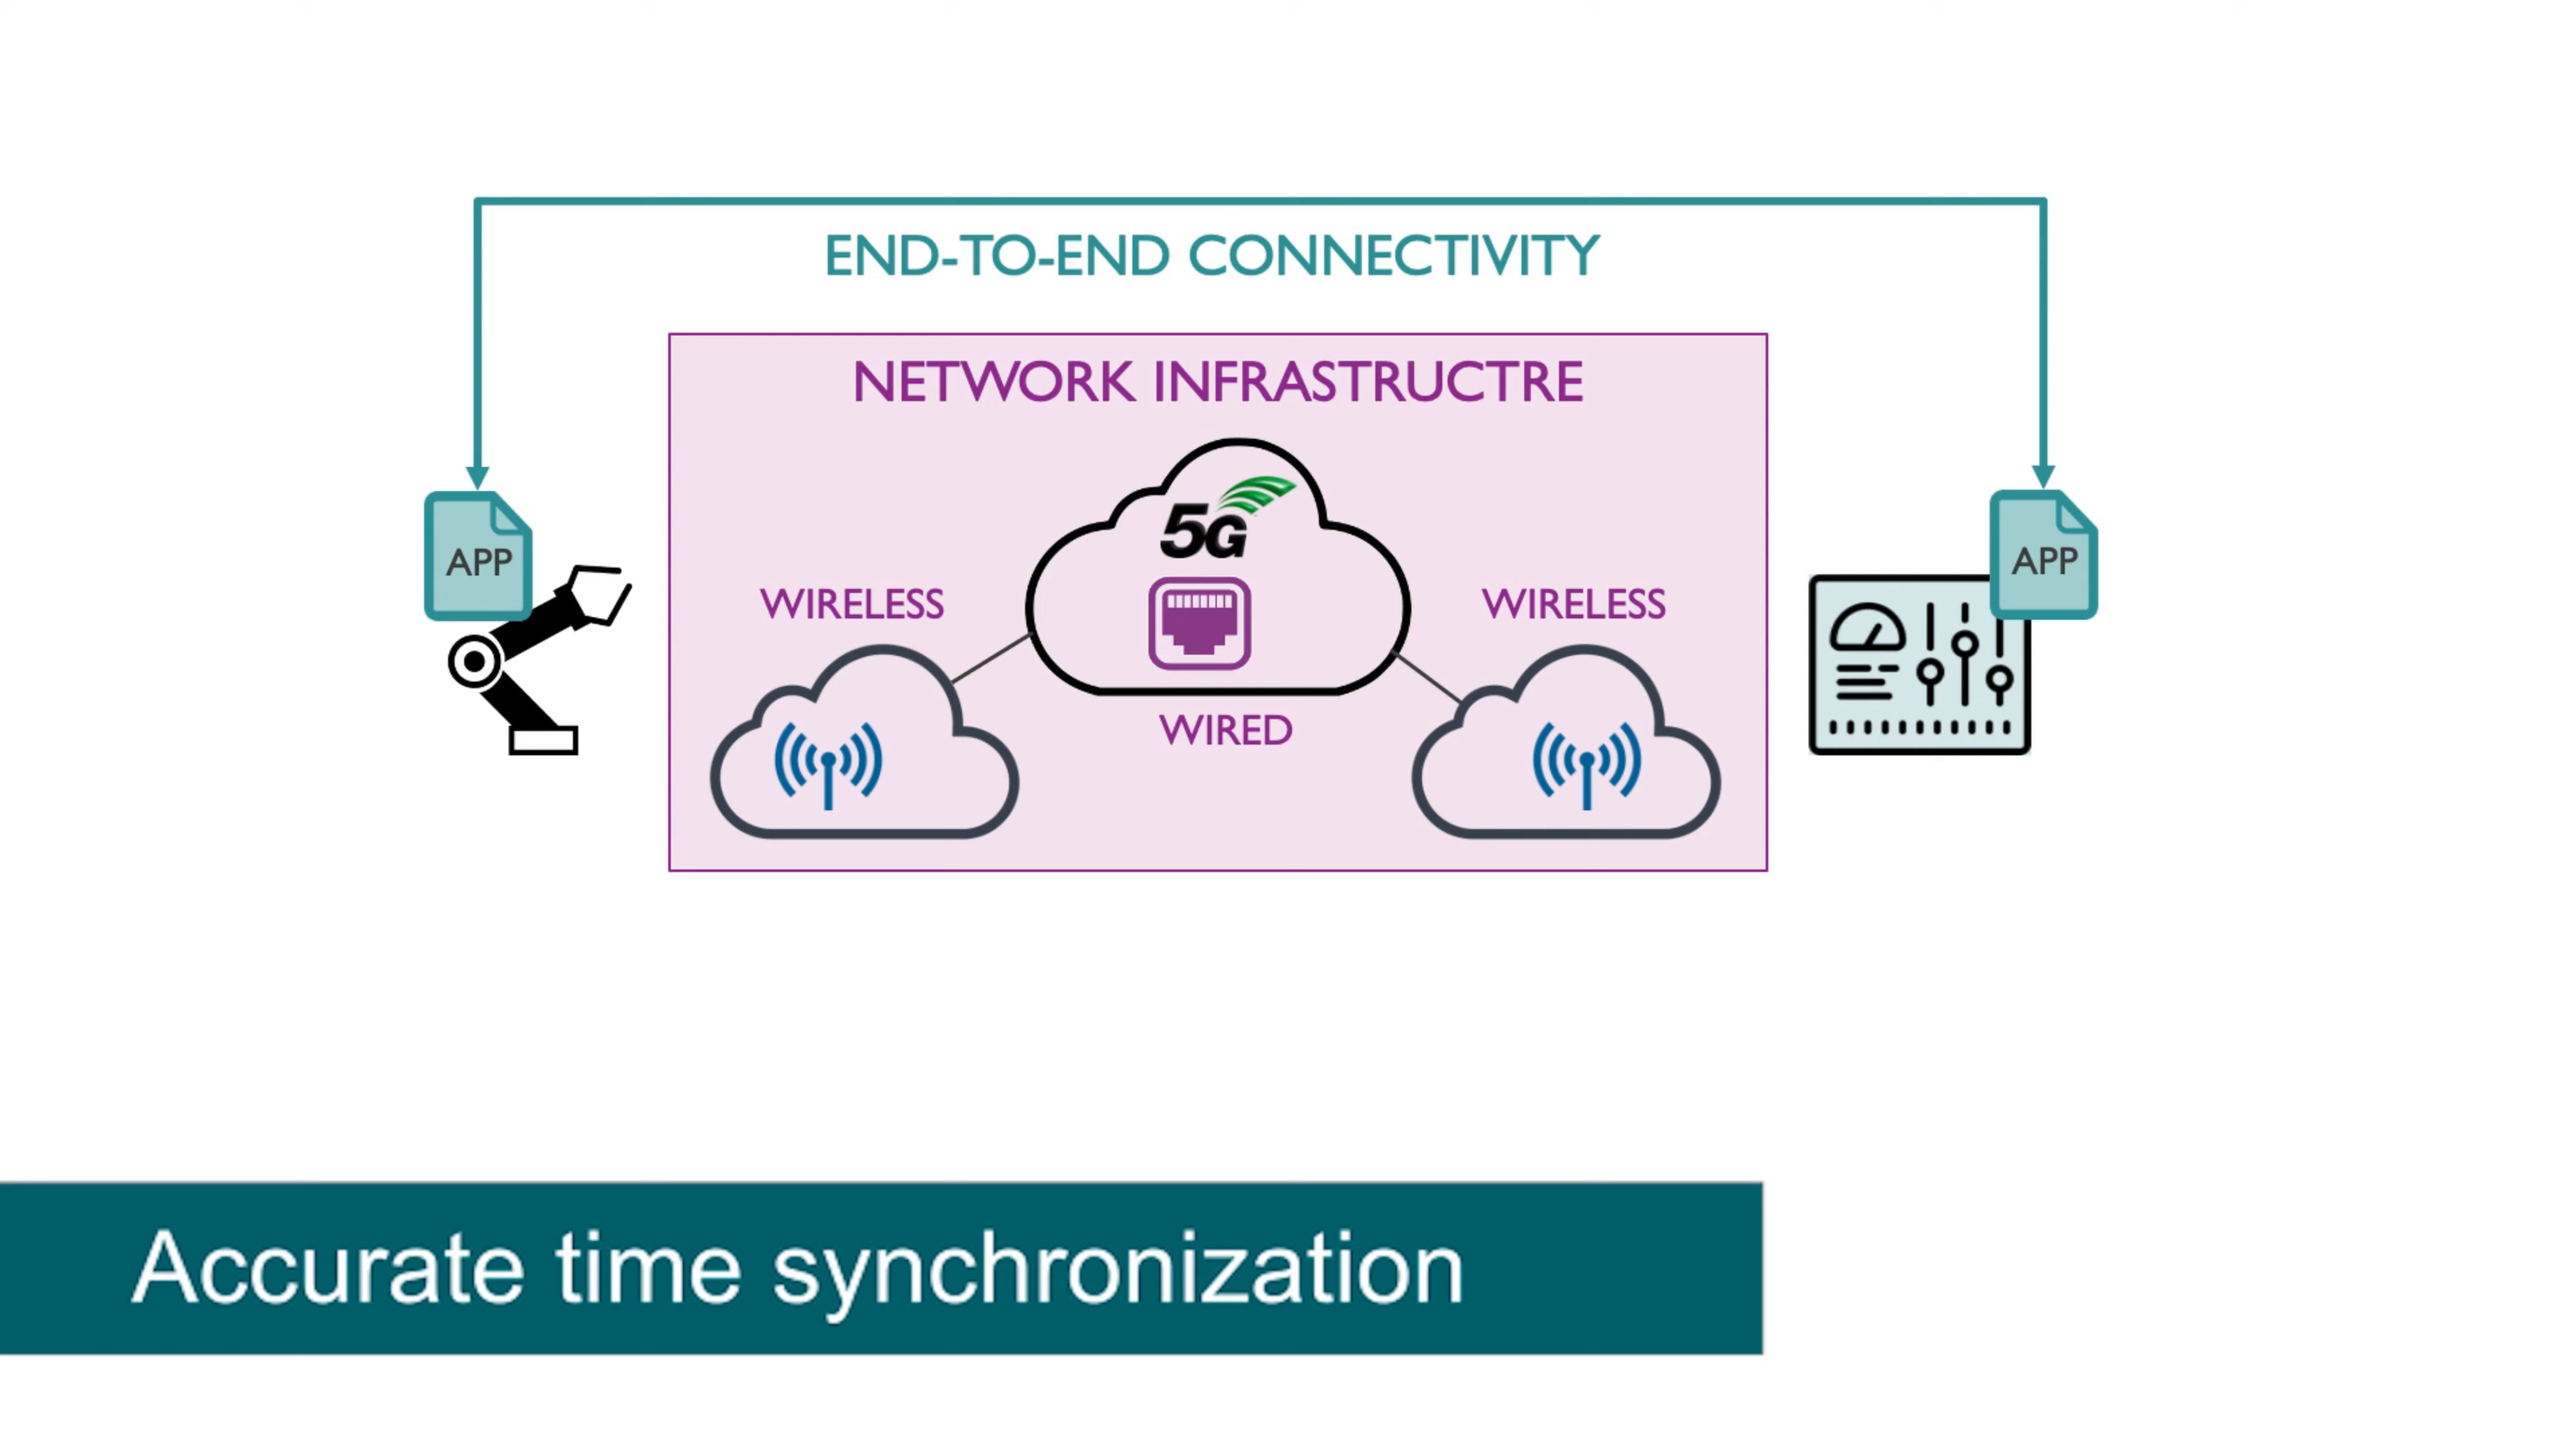 END-TO-END CONNECTIVITY
NETWORK INFRASTRUCTRE
5G
APP
APP
WIRELESS
WIRELESS
WIRED
Accurate time synchronization